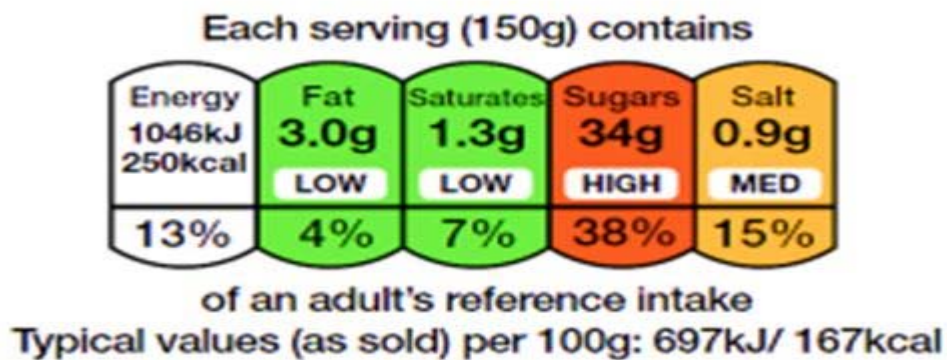 Each serving (150g) contains
Energy Fat Saturates Sugars Salt
1046kJ 3.0g 1.3g 34g 0.9g
250kcal
LOW LOW HIGH MED
13% 4% 7% 38% 15%
of an adult's reference intake
Typical values (as sold) per 100g: 697kJ/ 167kcal